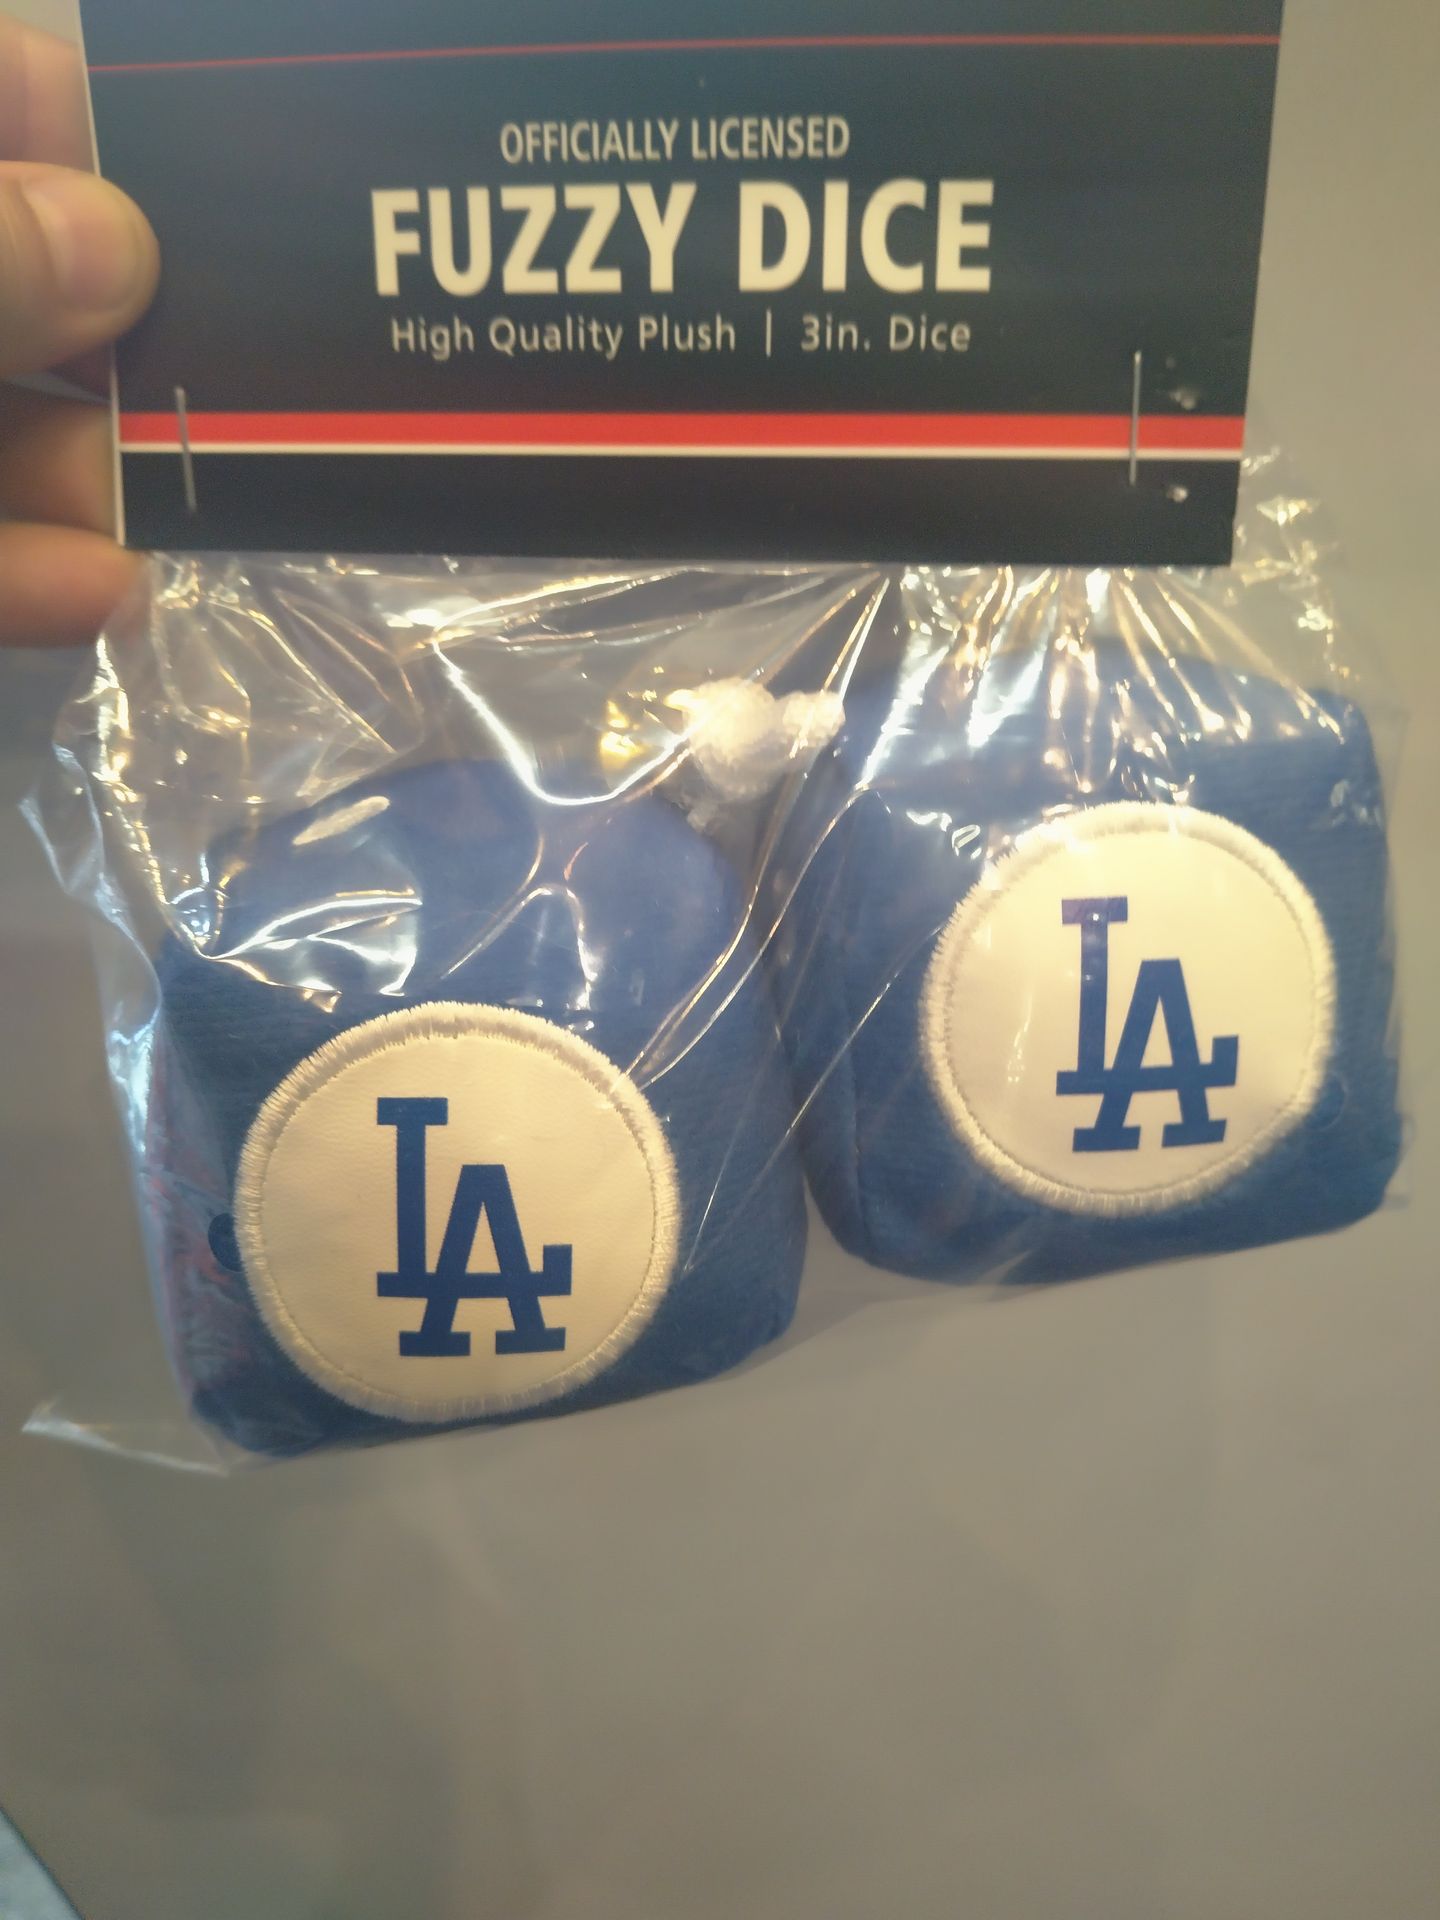 OFFICIALLY LICENSED
FUZZY DICE
High Quality Plush | 3in. Dice
LA
LA